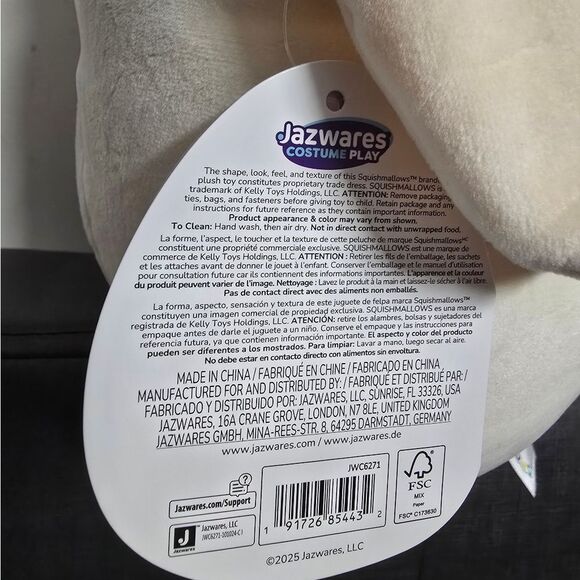 Jazwares
COSTUME PLAY
The shape, look, feel, and texture of this Squishmallows™ brand
plush toy constitutes proprietary trade dress. SQUISHMALLOWS is
trademark of Kelly Toys Holdings, LLC. ATTENTION: Remove packaging,
ties, bags, and fasteners before giving toy to child. Retain package and
instructions for future reference as they contain important information.
Product appearance & color may vary from shown.
To Clean: Hand wash, then air dry. Not in direct contact with unwrapped food.
La forme, l'aspect, le toucher et la texture de cette peluche de marque Squishmallowsᴹᶜ
constituent une propriété commerciale exclusive. SQUISHMALLOWS est une marque de
commerce de Kelly Toys Holdings, LLC. ATTENTION : Retirer les fils de l'emballage, les sachets
et les attaches avant de donner le jouet à l'enfant. Conserver l'emballage et le manuel d'utilisation
pour consultation future car ils contiennent des informations importantes. L'apparence et la couleur
du produit peuvent varier de l'image. Nettoyage : Lavez le produit à la main et laissez-le sécher à l'air libre.
Pas de contact direct avec des aliments non emballés.
La forma, aspecto, sensación y textura de este juguete de felpa marca Squishmallows™
constituyen una imagen comercial de propiedad exclusiva. SQUISHMALLOWS es una marca
registrada de Kelly Toys Holdings, LLC. ATENCIÓN: retire los alambres, bolsas y sujetadores del
empaque antes de darle el juguete a un niño. Conserve el empaque y las instrucciones para
referencia futura, ya que contienen información importante. El aspecto y color del producto
pueden ser diferentes a los mostrados. Para limpiar: Lavar a mano, luego secar al aire.
No debe estar en contacto directo con alimentos sin envoltura.
MADE IN CHINA / FABRIQUÉ EN CHINE / FABRICADO EN CHINA
MANUFACTURED FOR AND DISTRIBUTED BY: / FABRIQUÉ ET DISTRIBUÉ PAR: /
FABRICADO Y DISTRIBUIDO POR: JAZWARES, LLC, SUNRISE, FL 33326, USA
JAZWARES, 16A CRANE GROVE, LONDON, N7 8LE, UNITED KINGDOM
JAZWARES GMBH, MINA-REES-STR. 8, 64295 DARMSTADT, GERMANY
www.jazwares.com / www.jazwares.de
Jazwares.com/Support
Jazwares, LLC
JWC6271-101024-C I
JWC6271
1 91726 85443 2
FSC
MIX
Paper
FSC® C173630
©2025 Jazwares, LLC